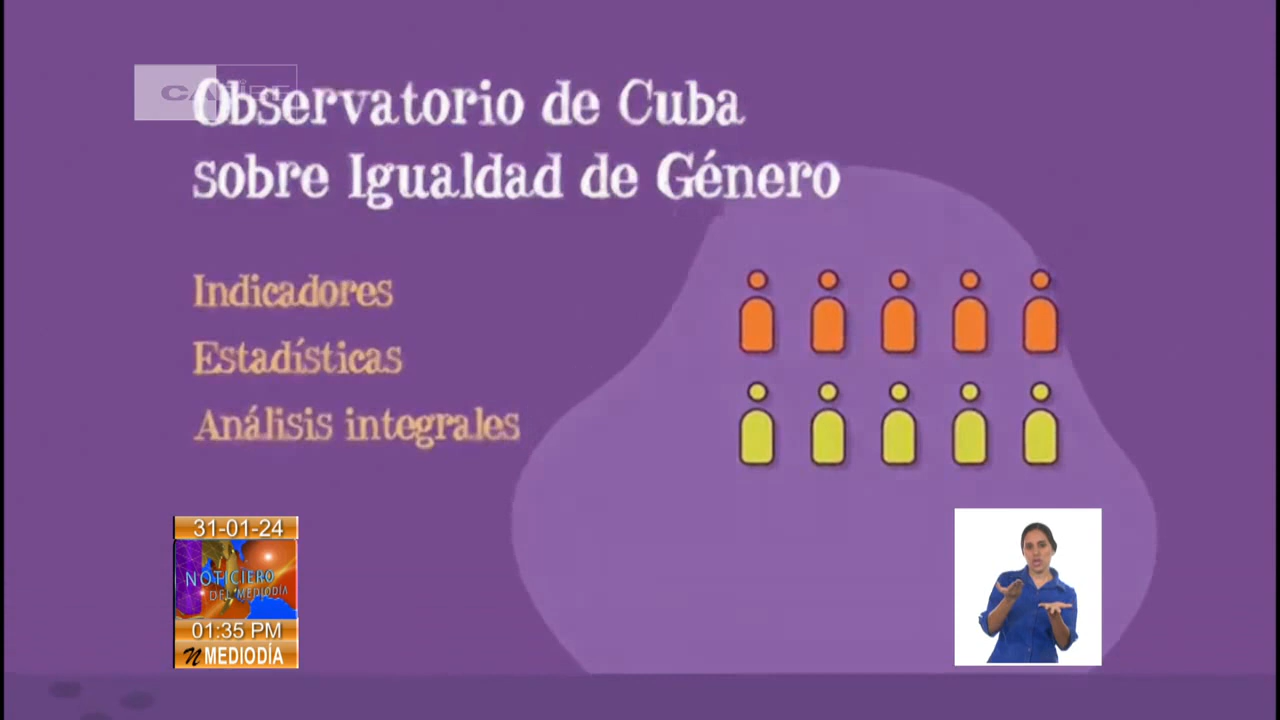 CARIBE
Observatorio de Cuba
sobre Igualdad de Género
Indicadores
Estadísticas
Análisis integrales
31-01-24
NOTICIERO
DEL MEDIODÍA
01:35 PM
MEDIODÍA